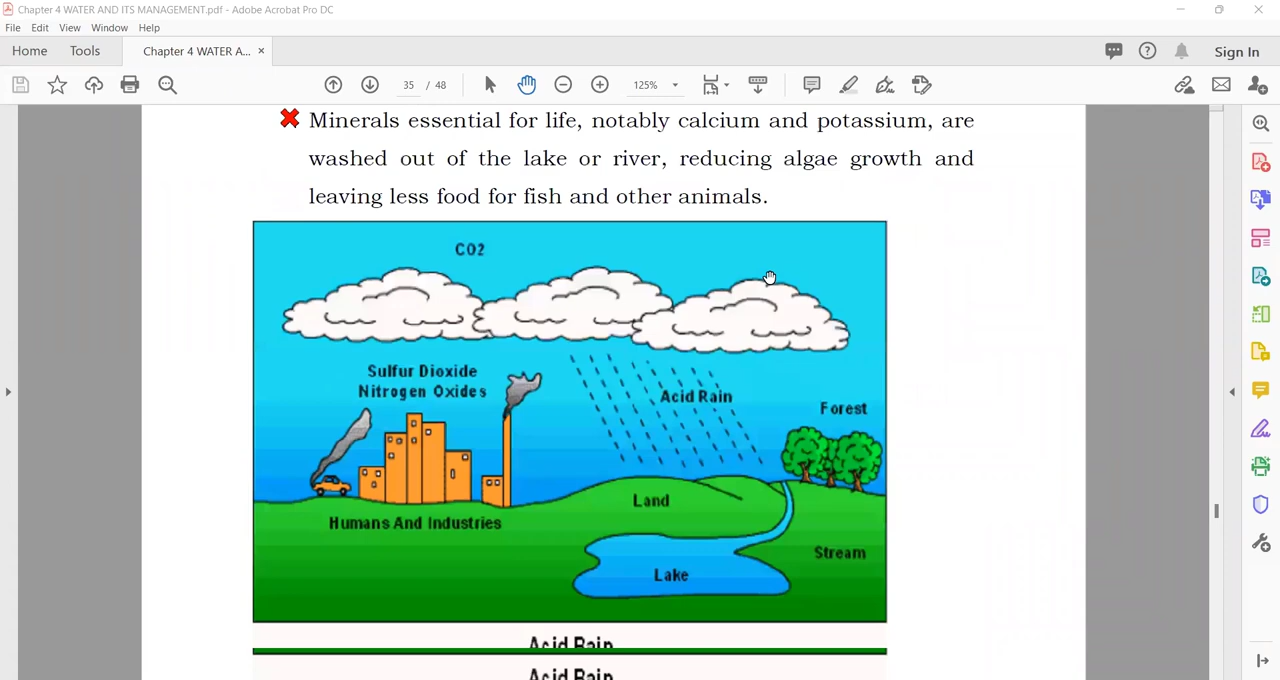 Chapter 4 WATER AND ITS MANAGEMENT.pdf - Adobe Acrobat Pro DC
File Edit View Window Help
Home Tools Chapter 4 WATER A... × Sign In
35 / 48 125%
Minerals essential for life, notably calcium and potassium, are
washed out of the lake or river, reducing algae growth and
leaving less food for fish and other animals.
CO2
Sulfur Dioxide
Nitrogen Oxides
Acid Rain
Forest
Land
Humans And Industries
Stream
Lake
Acid Rain
Acid Rain